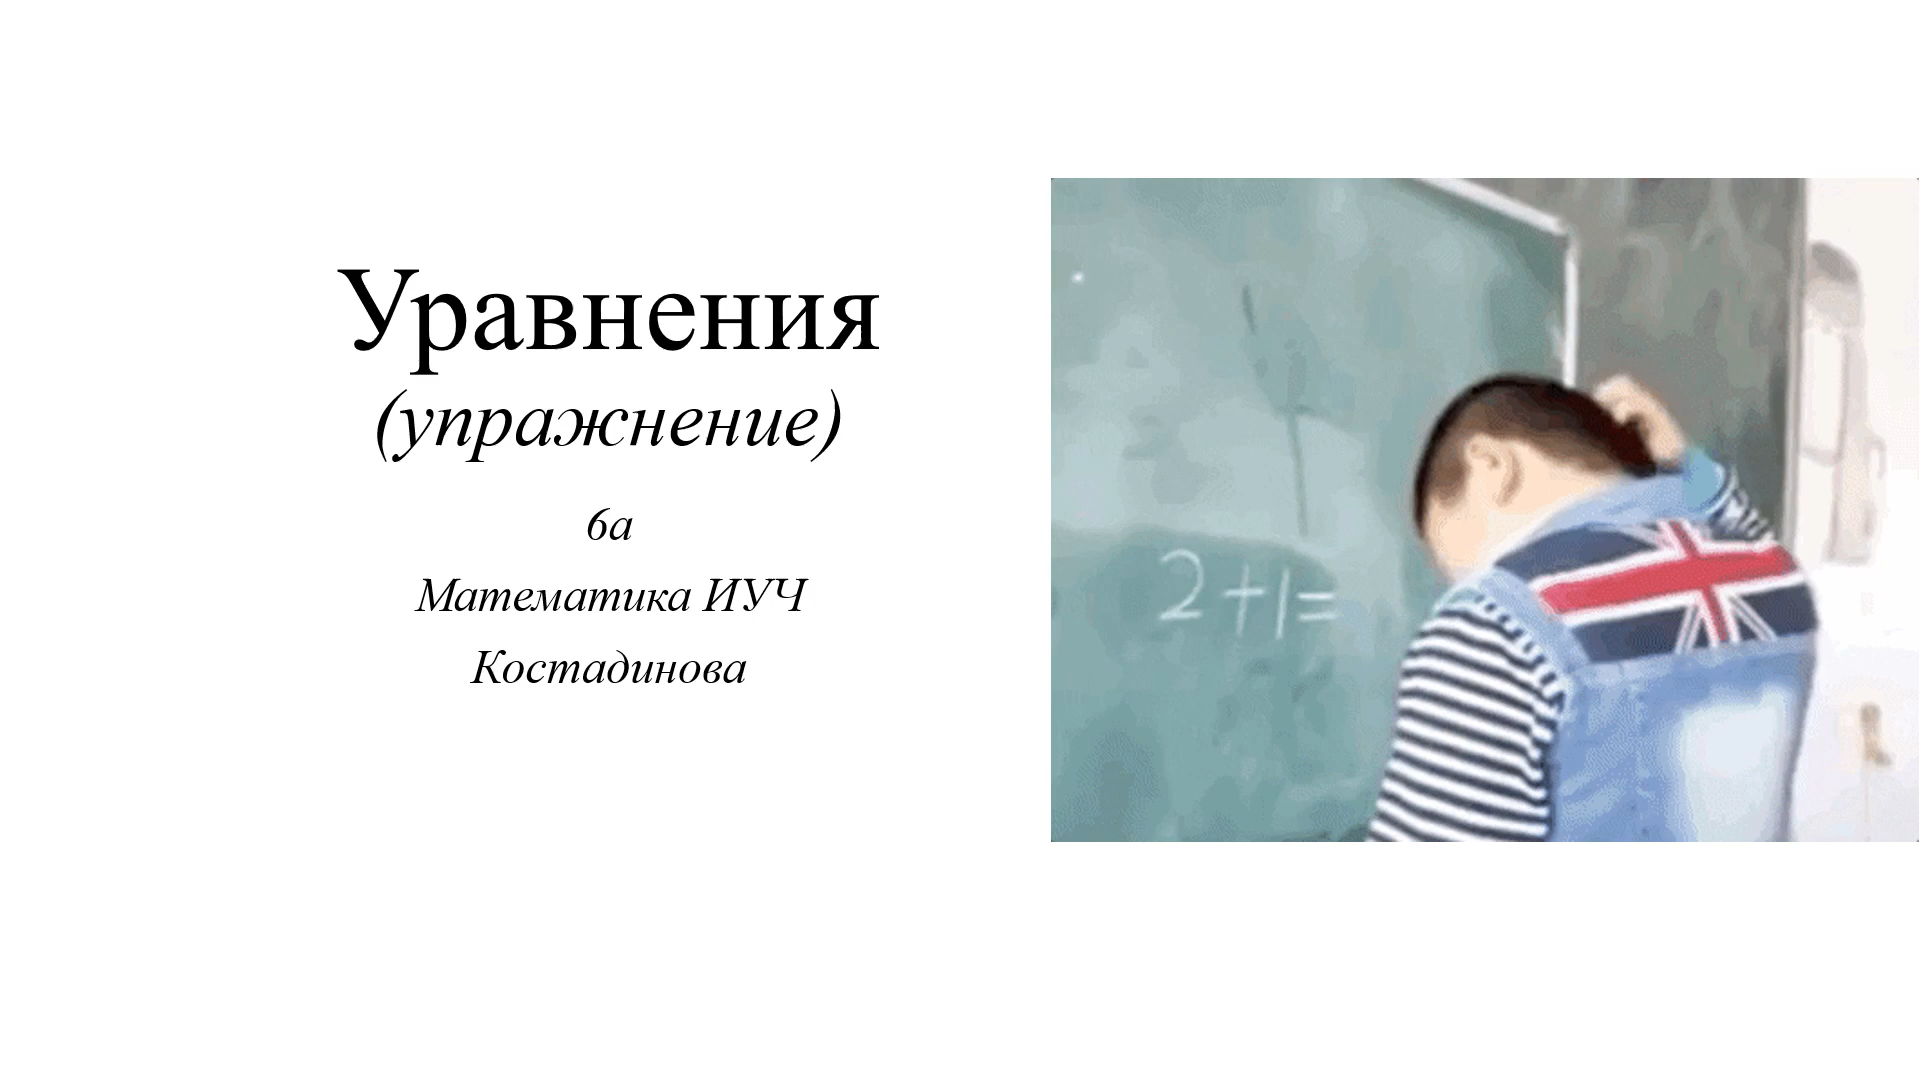 Уравнения
(упражнение)
6а
Математика ИУЧ
Костадинова
2+1=